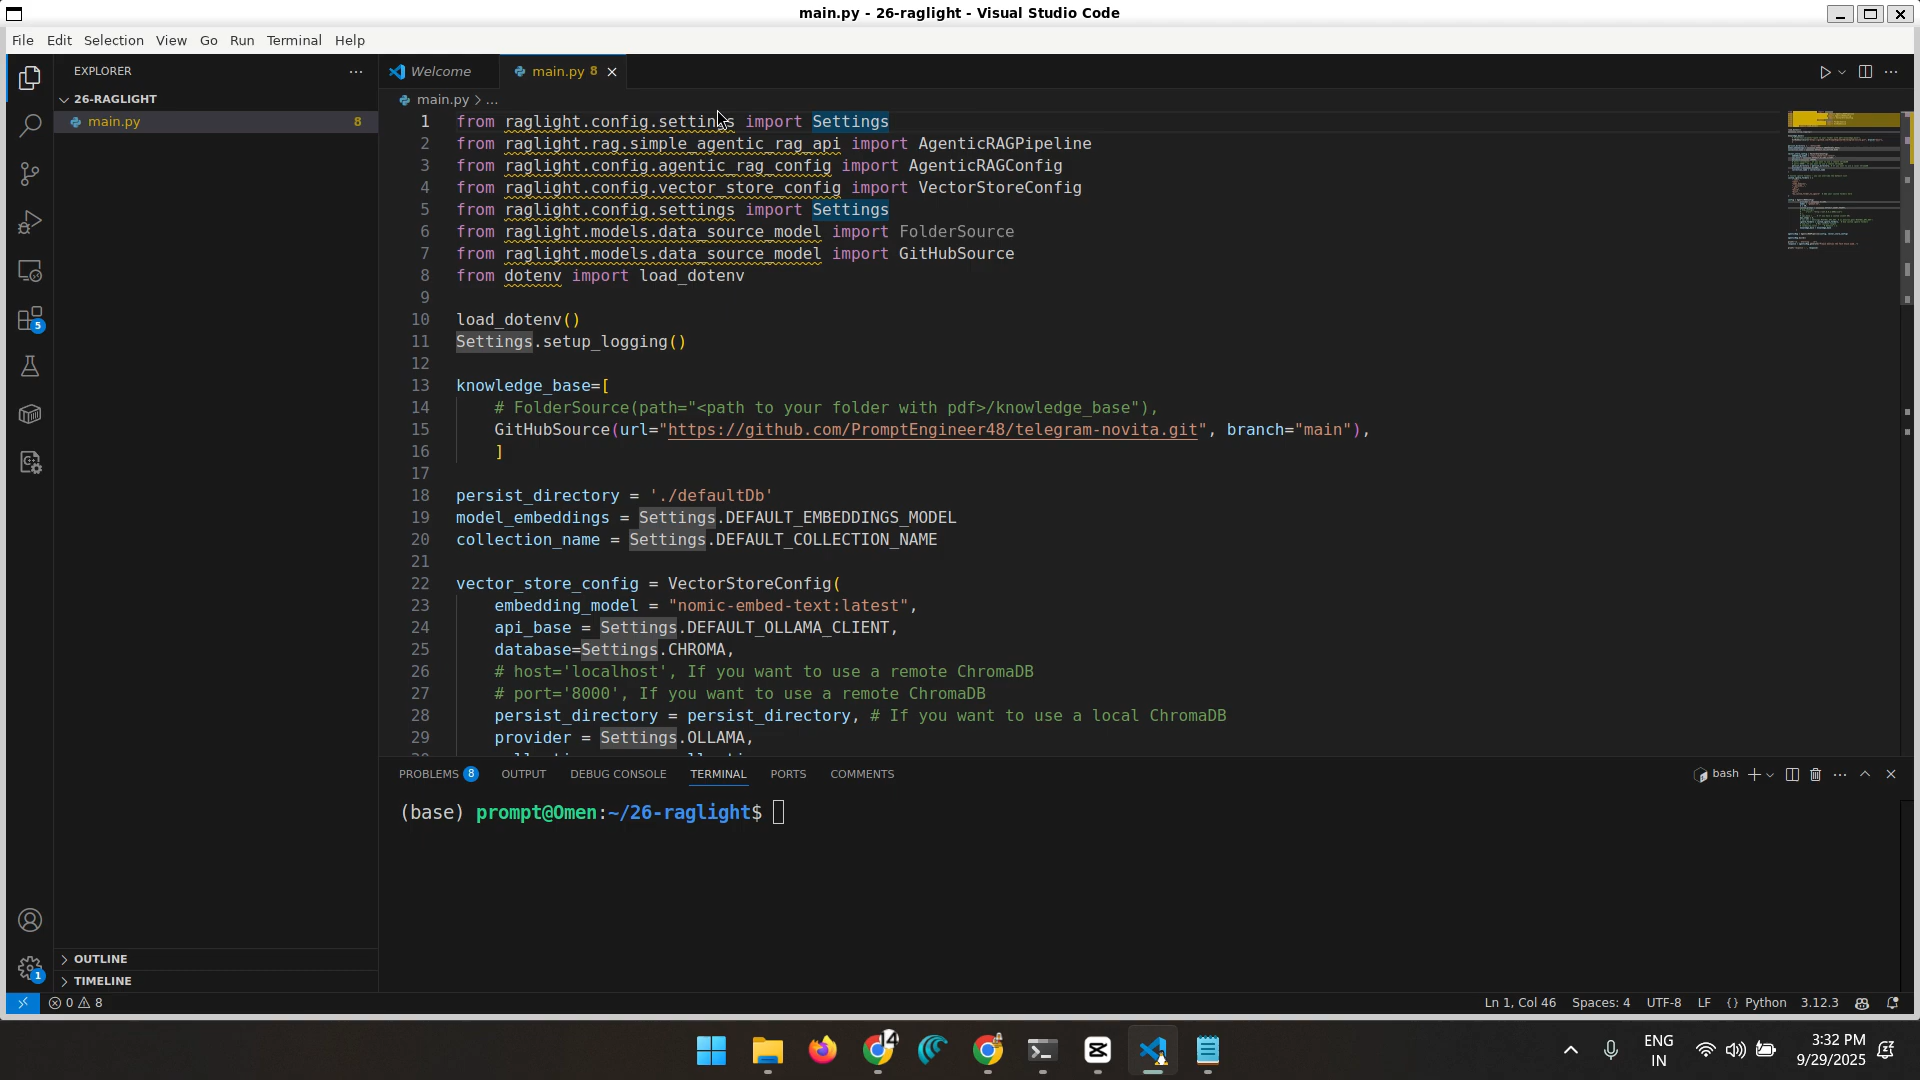 main.py - 26-raglight - Visual Studio Code
File Edit Selection View Go Run Terminal Help
EXPLORER
26-RAGLIGHT
main.py 8
Welcome
main.py 8
main.py > ...
1 from raglight.config.settings import Settings
2 from raglight.rag.simple_agentic_rag_api import AgenticRAGPipeline
3 from raglight.config.agentic_rag_config import AgenticRAGConfig
4 from raglight.config.vector_store_config import VectorStoreConfig
5 from raglight.config.settings import Settings
6 from raglight.models.data_source_model import FolderSource
7 from raglight.models.data_source_model import GitHubSource
8 from dotenv import load_dotenv
9
10 load_dotenv()
11 Settings.setup_logging()
12
13 knowledge_base=[
14 # FolderSource(path="<path to your folder with pdf>/knowledge_base"),
15 GitHubSource(url="https://github.com/PromptEngineer48/telegram-novita.git", branch="main"),
16 ]
17
18 persist_directory = './defaultDb'
19 model_embeddings = Settings.DEFAULT_EMBEDDINGS_MODEL
20 collection_name = Settings.DEFAULT_COLLECTION_NAME
21
22 vector_store_config = VectorStoreConfig(
23 embedding_model = "nomic-embed-text:latest",
24 api_base = Settings.DEFAULT_OLLAMA_CLIENT,
25 database=Settings.CHROMA,
26 # host='localhost', If you want to use a remote ChromaDB
27 # port='8000', If you want to use a remote ChromaDB
28 persist_directory = persist_directory, # If you want to use a local ChromaDB
29 provider = Settings.OLLAMA,
PROBLEMS 8 OUTPUT DEBUG CONSOLE TERMINAL PORTS COMMENTS
bash
(base) prompt@Omen:~/26-raglight$
5
1
OUTLINE
TIMELINE
0 8
Ln 1, Col 46 Spaces: 4 UTF-8 LF {} Python 3.12.3
ENG
IN
3:32 PM
9/29/2025